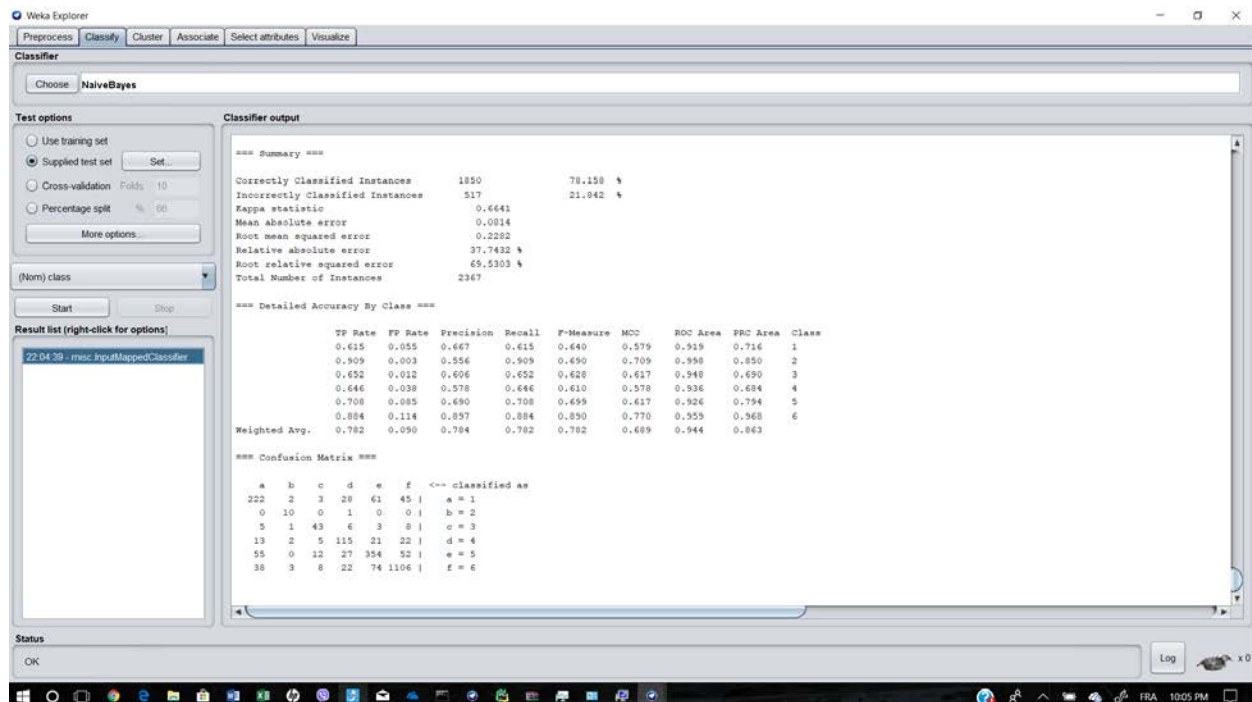 Weka Explorer
Preprocess Classify Cluster Associate Select attributes Visualize
Classifier
Choose NaiveBayes
Test options
Use training set
Supplied test set Set...
Cross-validation Folds 10
Percentage split % 66
More options...
(Nom) class
Start Stop
Result list (right-click for options)
22:04:39 - misc.InputMappedClassifier
Classifier output
=== Summary ===
Correctly Classified Instances 1850 78.158 %
Incorrectly Classified Instances 517 21.842 %
Kappa statistic 0.6641
Mean absolute error 0.0814
Root mean squared error 0.2282
Relative absolute error 37.7432 %
Root relative squared error 69.5303 %
Total Number of Instances 2367
=== Detailed Accuracy By Class ===
TP Rate FP Rate Precision Recall F-Measure MCC ROC Area PRC Area Class
0.615 0.055 0.667 0.615 0.640 0.579 0.919 0.716 1
0.909 0.003 0.556 0.909 0.690 0.709 0.998 0.850 2
0.652 0.012 0.606 0.652 0.628 0.617 0.948 0.690 3
0.646 0.038 0.578 0.646 0.610 0.578 0.936 0.684 4
0.708 0.085 0.690 0.708 0.699 0.617 0.926 0.794 5
0.884 0.114 0.897 0.884 0.890 0.770 0.959 0.968 6
Weighted Avg. 0.782 0.090 0.784 0.782 0.782 0.689 0.944 0.863
=== Confusion Matrix ===
a b c d e f <-- classified as
222 2 3 28 61 45 | a = 1
0 10 0 1 0 0 | b = 2
5 1 43 6 3 8 | c = 3
13 2 5 115 21 22 | d = 4
55 0 12 27 354 52 | e = 5
38 3 8 22 74 1106 | f = 6
Status
OK
Log x 0
FRA 10:05 PM